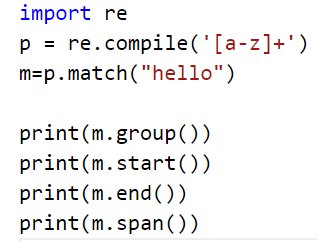 import re
p = re.compile('[a-z]+')
m=p.match("hello")
print(m.group())
print(m.start())
print(m.end())
print(m.span())